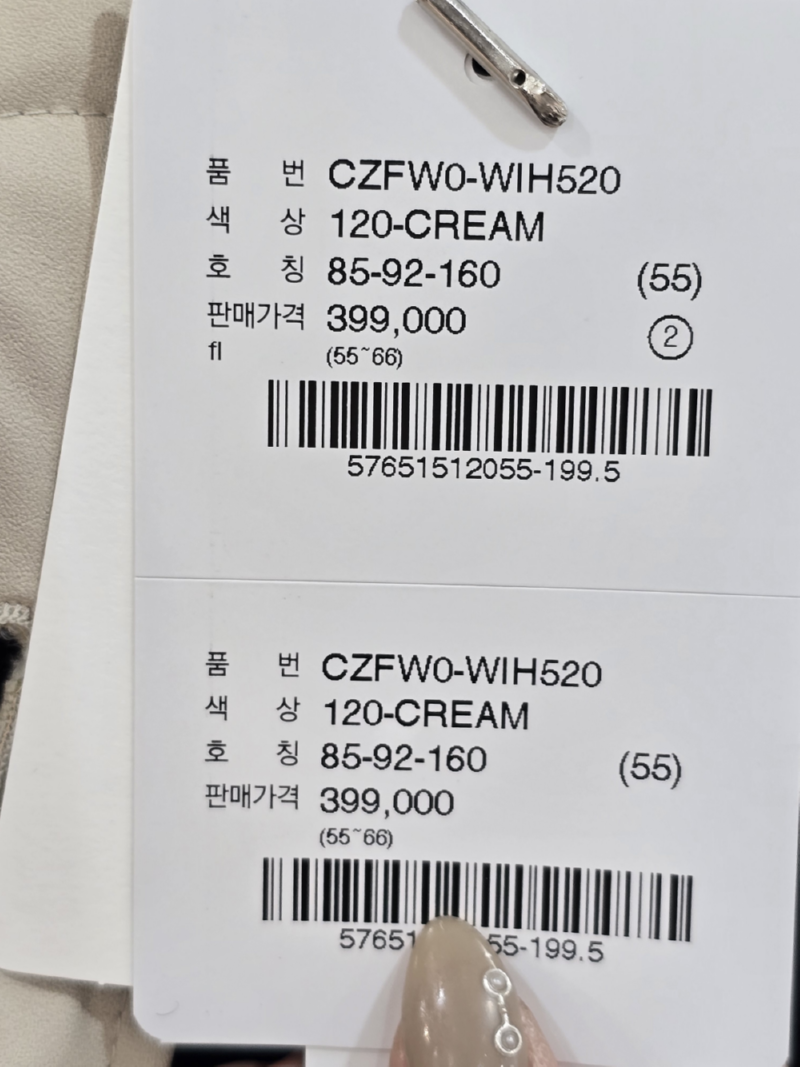 품 번 CZFW0-WIH520
색 상 120-CREAM
호 칭 85-92-160 (55)
판매가격 399,000 ②
fl (55~66)
57651512055-199.5
품 번 CZFW0-WIH520
색 상 120-CREAM
호 칭 85-92-160 (55)
판매가격 399,000
(55~66)
57651 55-199.5